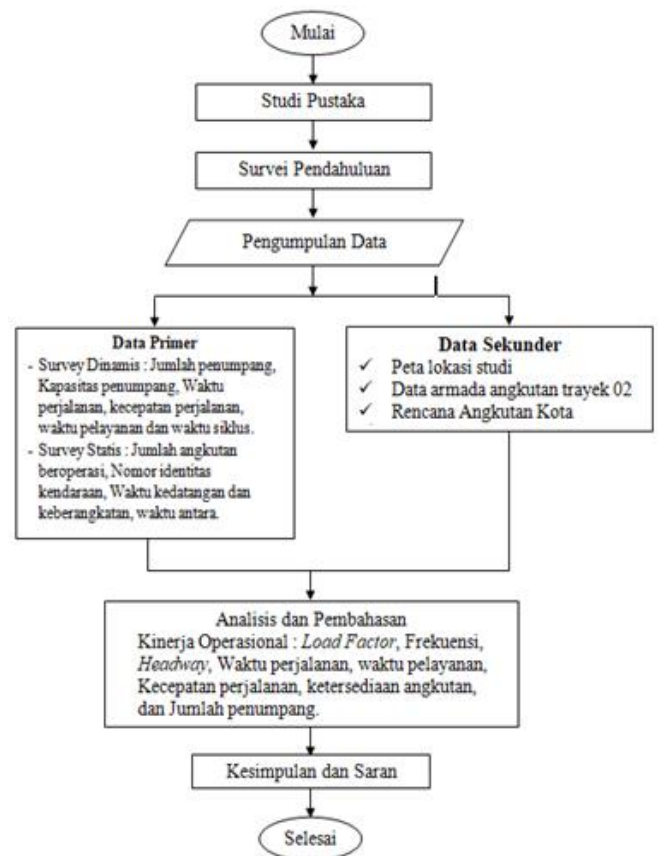 Mulai
Studi Pustaka
Survei Pendahuluan
Pengumpulan Data
Data Primer
- Survey Dinamis : Jumlah penumpang,
Kapasitas penumpang, Waktu
perjalanan, kecepatan perjalanan,
waktu pelayanan dan waktu siklus.
- Survey Statis : Jumlah angkutan
beroperasi, Nomor identitas
kendaraan, Waktu kedatangan dan
keberangkatan, waktu antara.
Data Sekunder
✓ Peta lokasi studi
✓ Data armada angkutan trayek 02
✓ Rencana Angkutan Kota
Analisis dan Pembahasan
Kinerja Operasional : Load Factor, Frekuensi,
Headway, Waktu perjalanan, waktu pelayanan,
Kecepatan perjalanan, ketersediaan angkutan,
dan Jumlah penumpang.
Kesimpulan dan Saran
Selesai